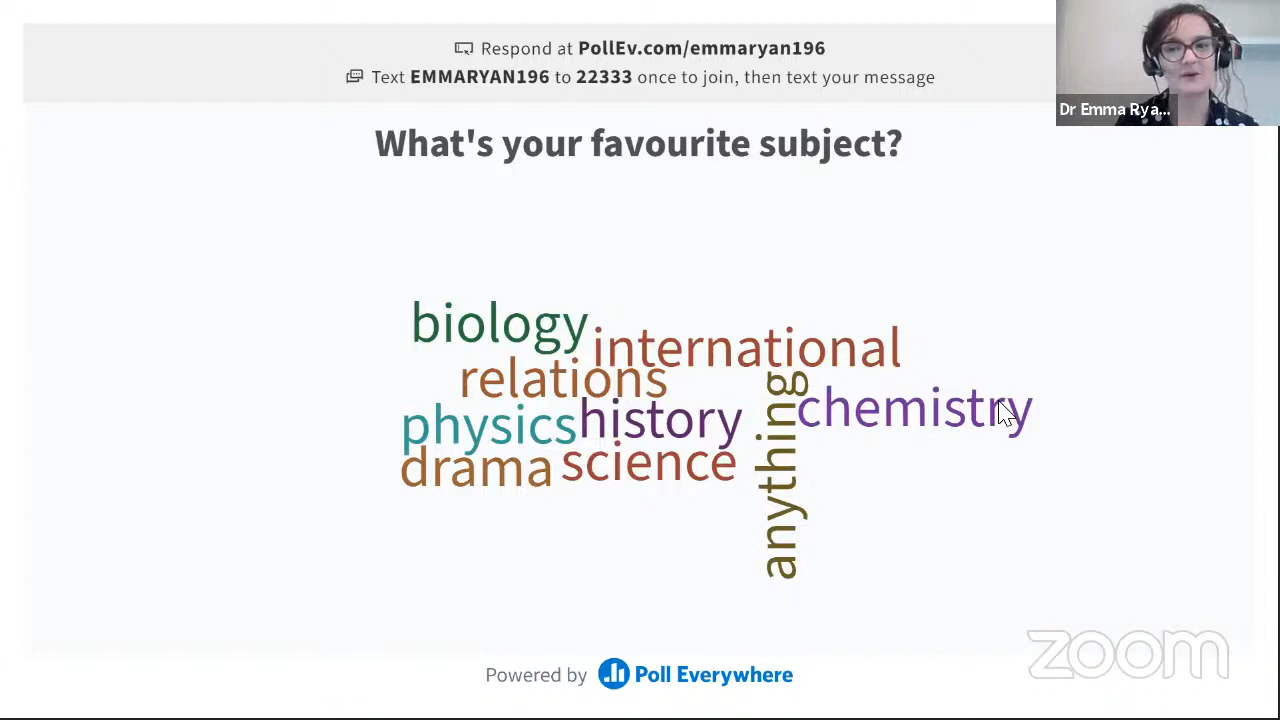 Respond at PollEv.com/emmaryan196
Text EMMARYAN196 to 22333 once to join, then text your message
Dr Emma Rya...
What's your favourite subject?
biology
international
relations
chemistry
physics
history
drama
science
anything
zoom
Powered by Poll Everywhere